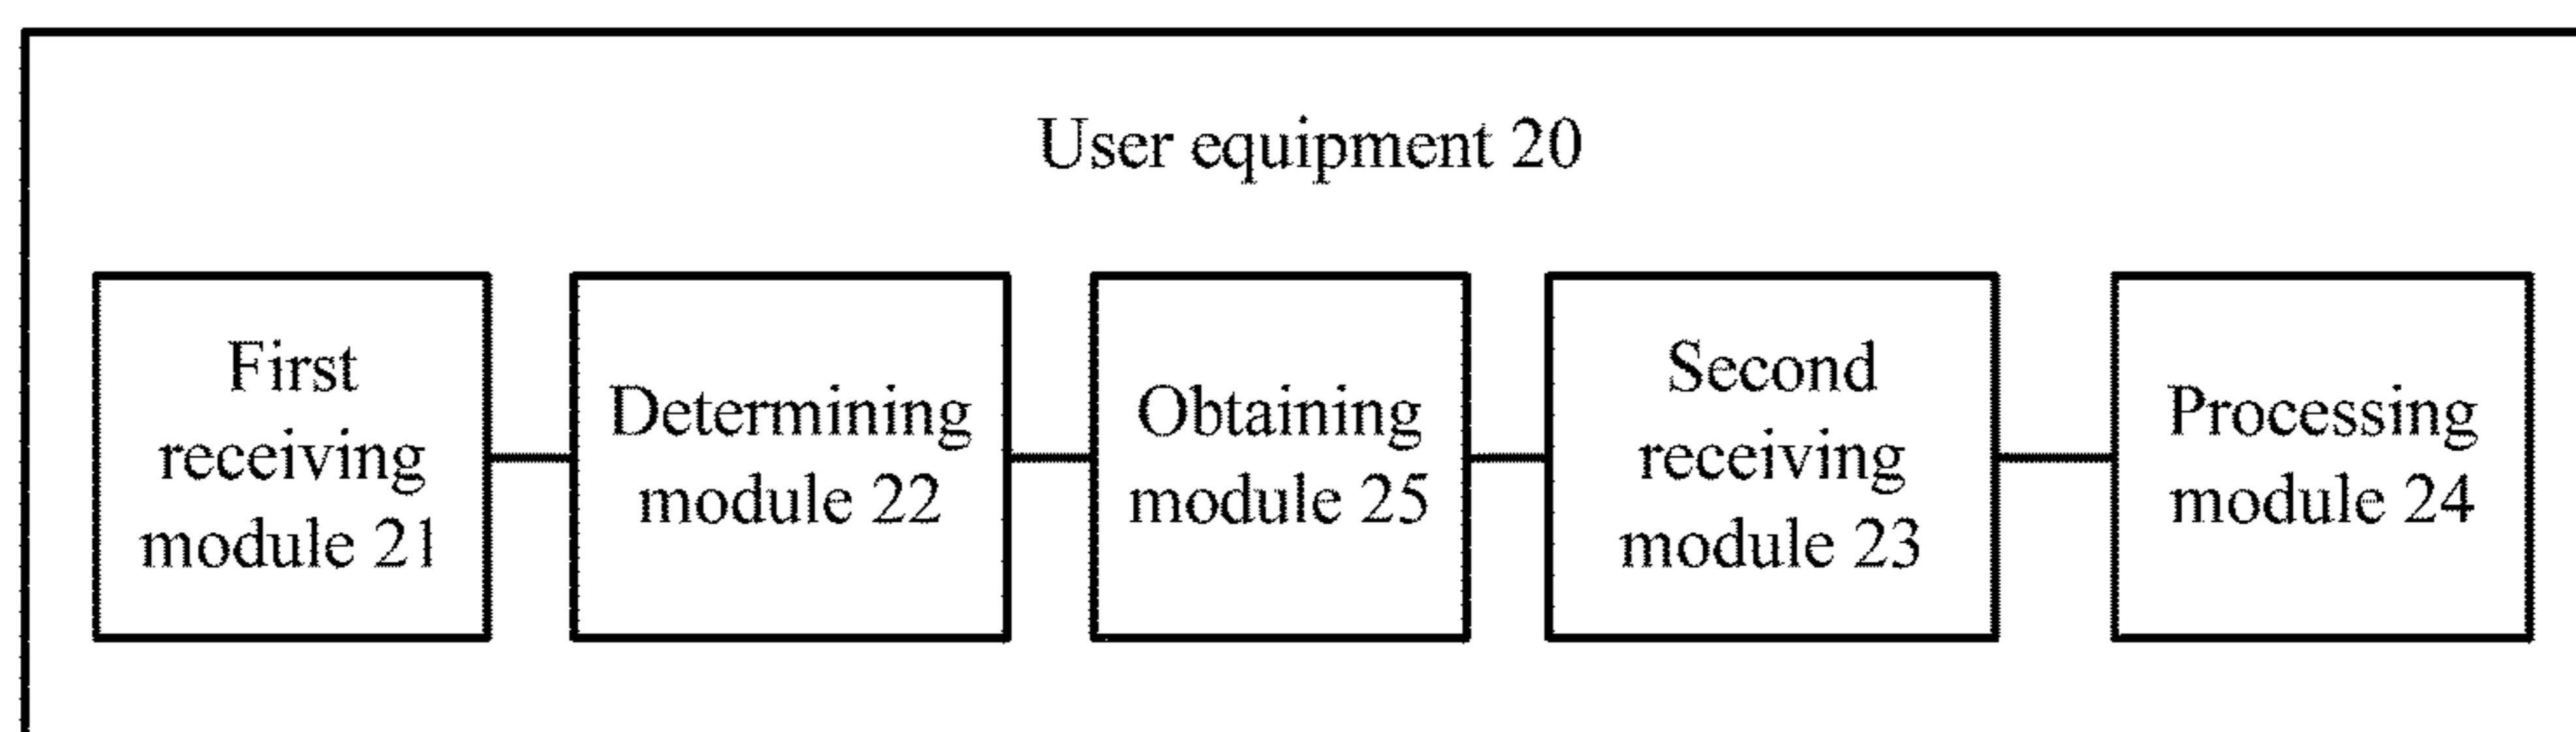 User equipment 20
First
receiving
module 21
Determining
module 22
Obtaining
module 25
Second
receiving
module 23
Processing
module 24